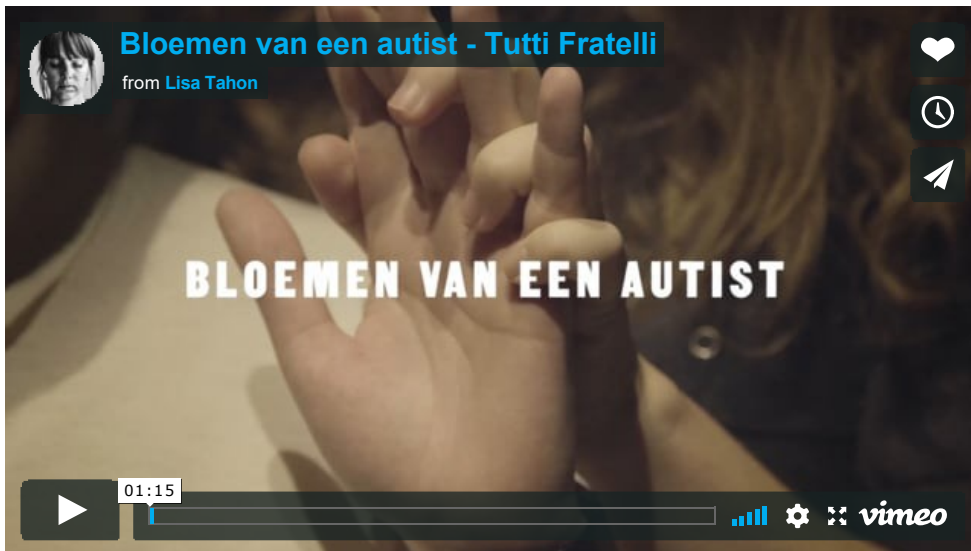 Bloemen van een autist - Tutti Fratelli
from Lisa Tahon
BLOEMEN VAN EEN AUTIST
01:15
vimeo